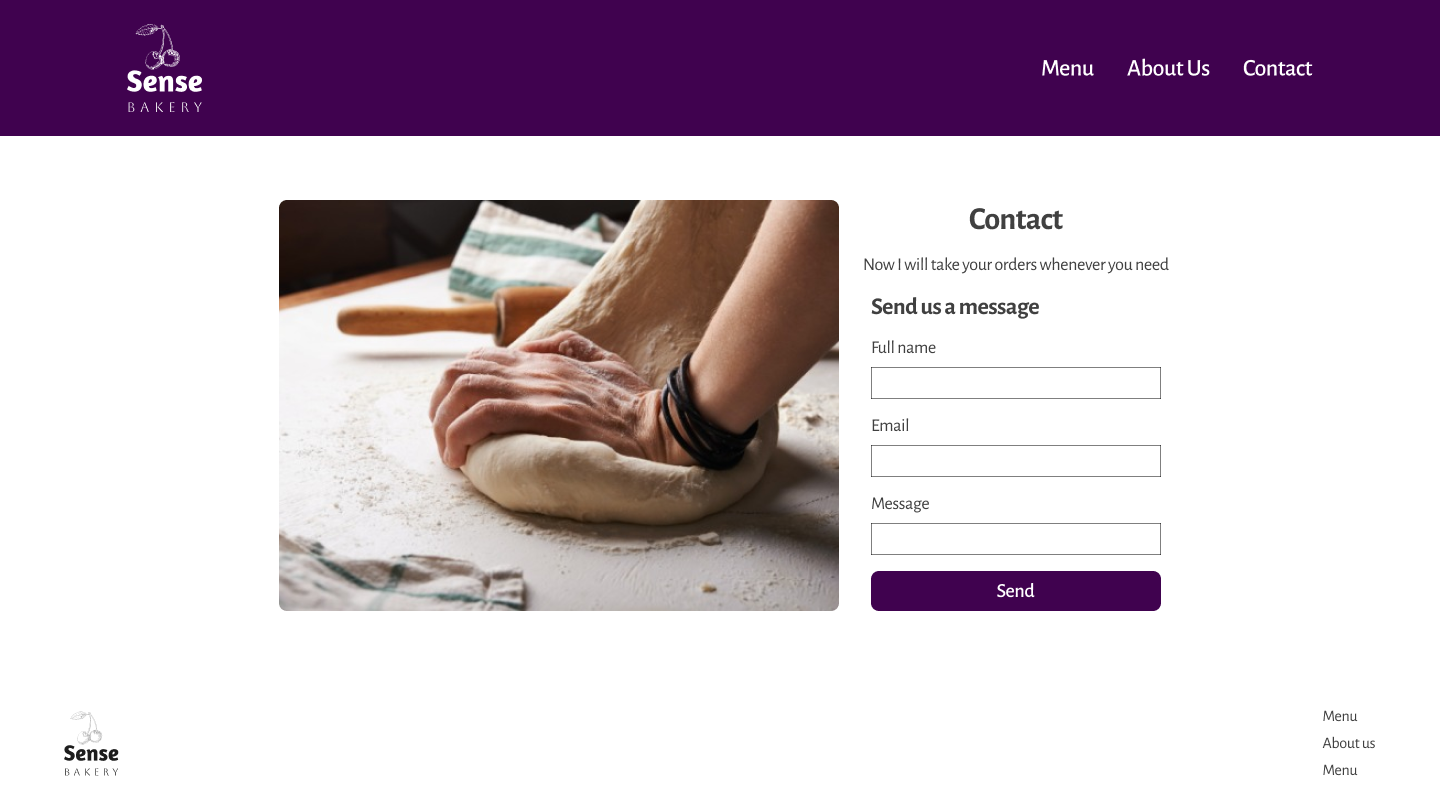 Sense
BAKERY
Menu About Us Contact
Contact
Now I will take your orders whenever you need
Send us a message
Full name
Email
Message
Send
Sense
BAKERY
Menu
About us
Menu